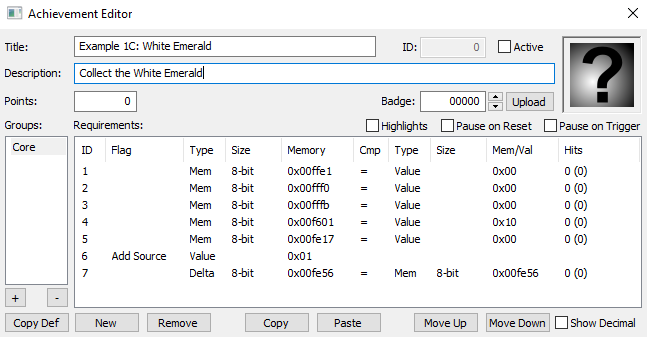 Achievement Editor
Title: Example 1C: White Emerald ID: 0 Active
Description: Collect the White Emerald
Points: 0 Badge: 00000 Upload
Groups: Requirements: Highlights Pause on Reset Pause on Trigger
Core ID Flag Type Size Memory Cmp Type Size Mem/Val Hits
1 Mem 8-bit 0x00ffe1 = Value 0x00 0 (0)
2 Mem 8-bit 0x00fff0 = Value 0x00 0 (0)
3 Mem 8-bit 0x00fffb = Value 0x00 0 (0)
4 Mem 8-bit 0x00f601 = Value 0x10 0 (0)
5 Mem 8-bit 0x00fe17 = Value 0x00 0 (0)
6 Add Source Value 0x01
7 Delta 8-bit 0x00fe56 = Mem 8-bit 0x00fe56 0 (0)
+ -
Copy Def New Remove Copy Paste Move Up Move Down Show Decimal
?